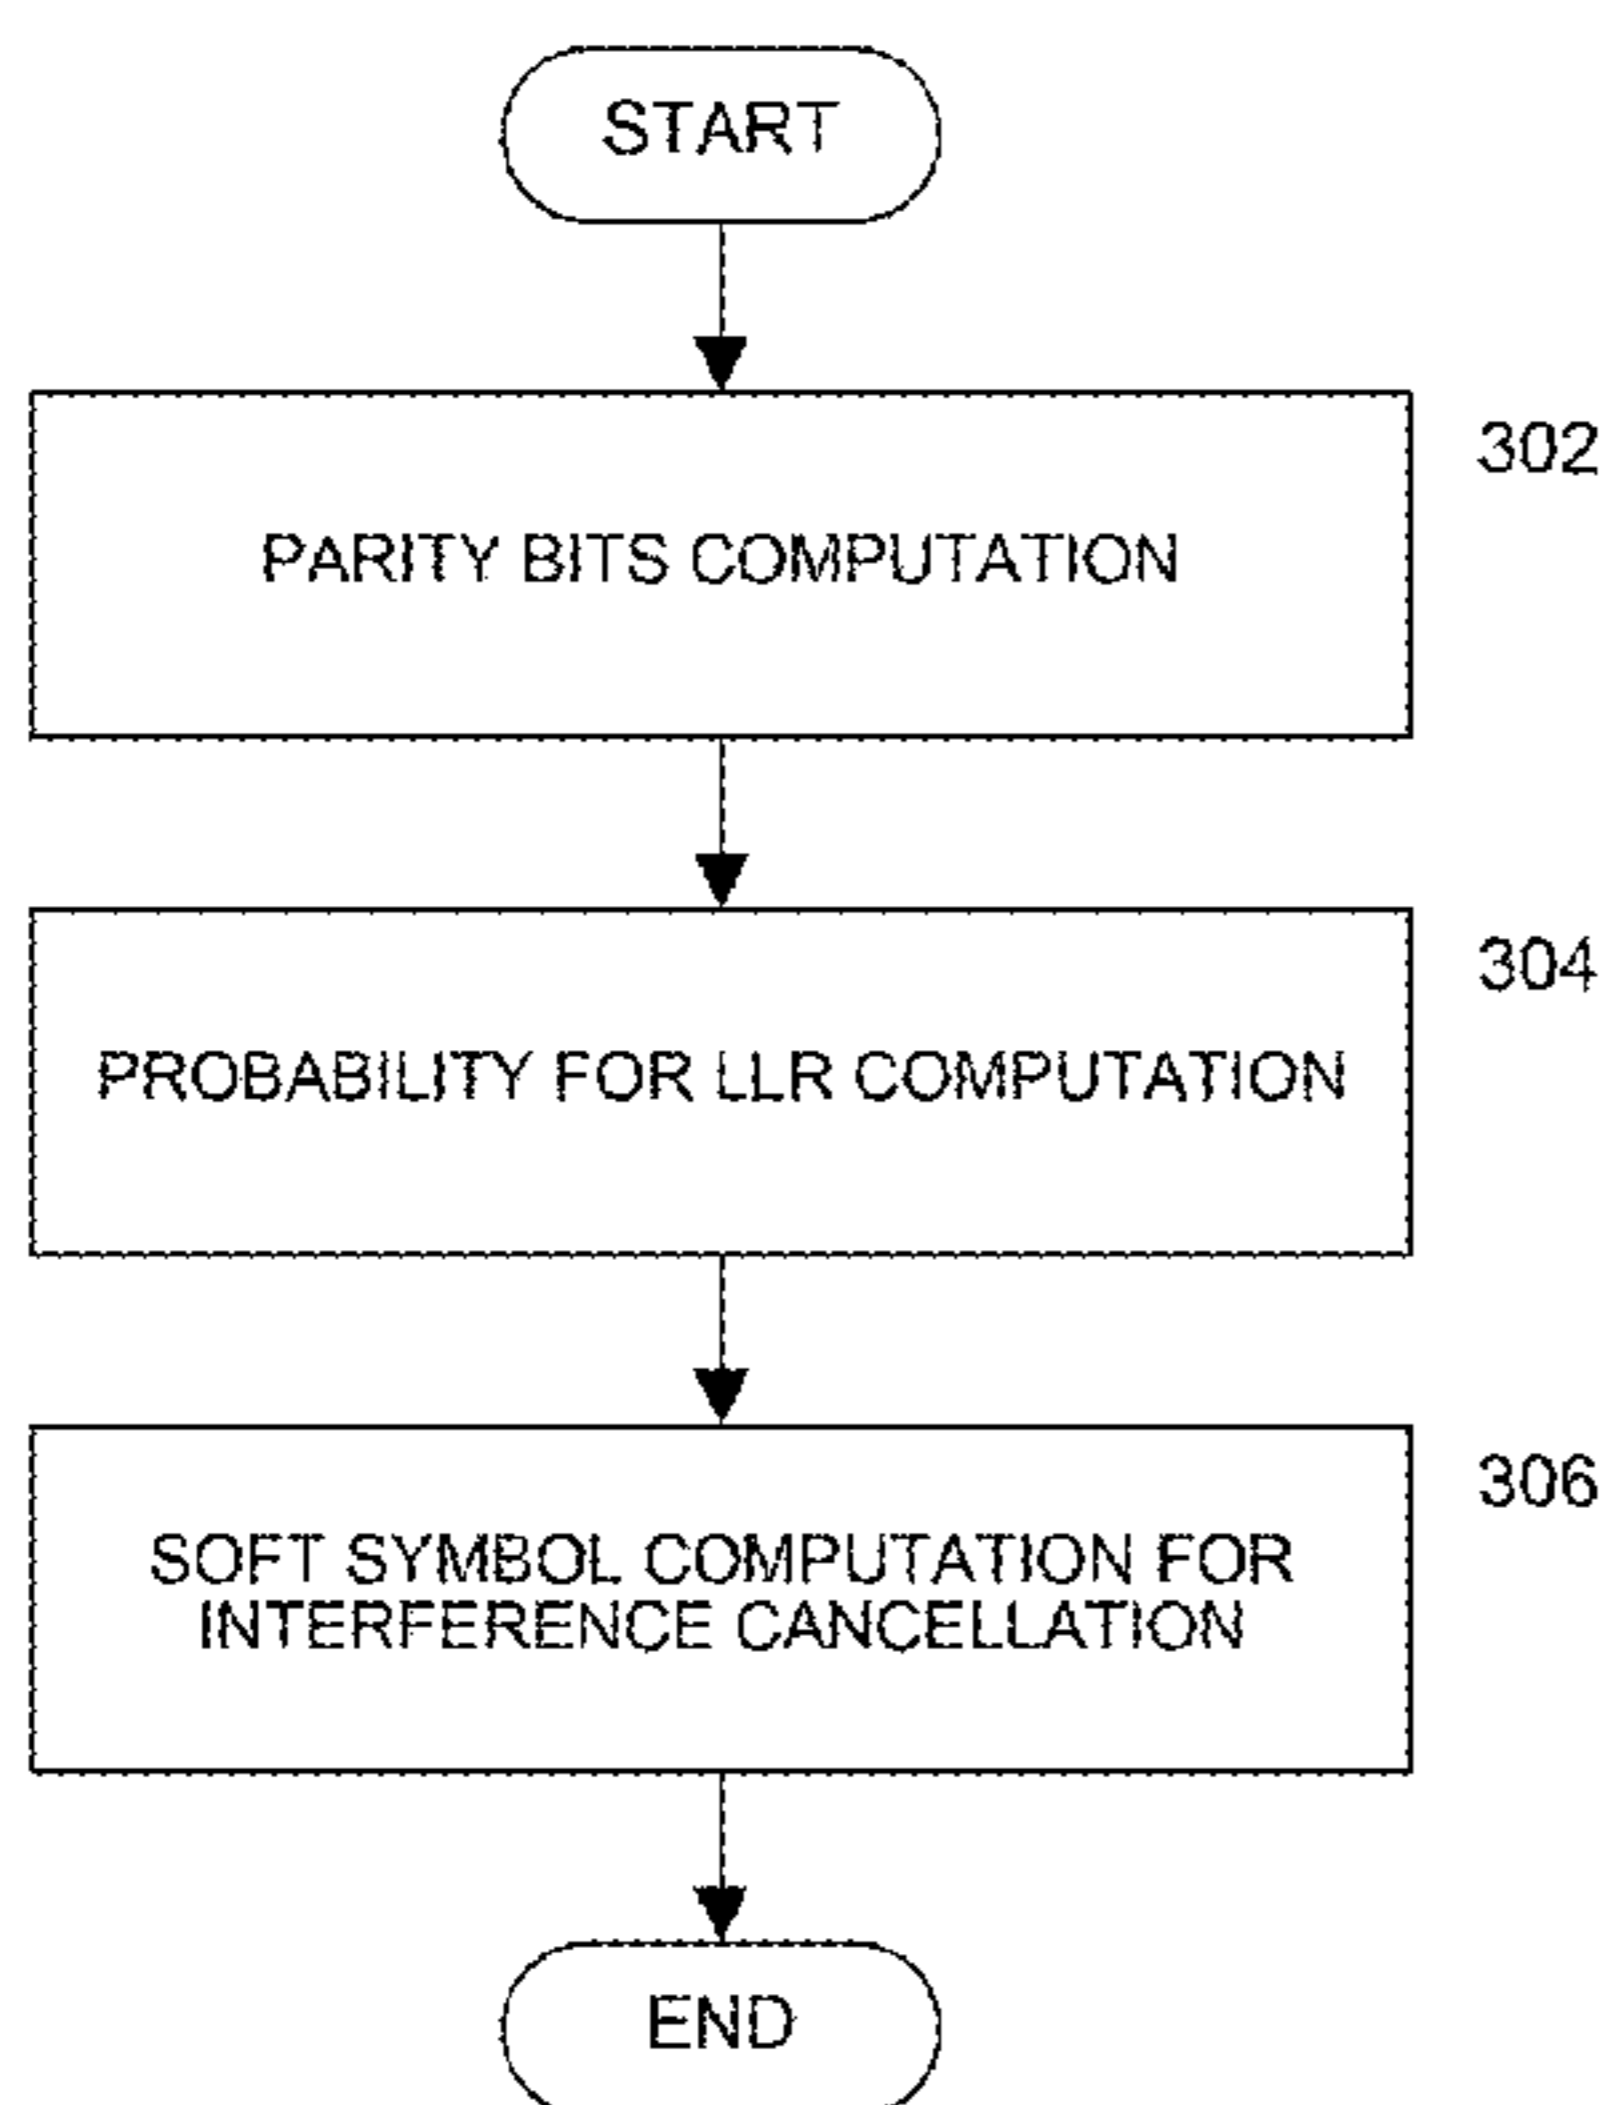 START
302
PARITY BITS COMPUTATION
304
PROBABILITY FOR LLR COMPUTATION
306
SOFT SYMBOL COMPUTATION FOR
INTERFERENCE CANCELLATION
END